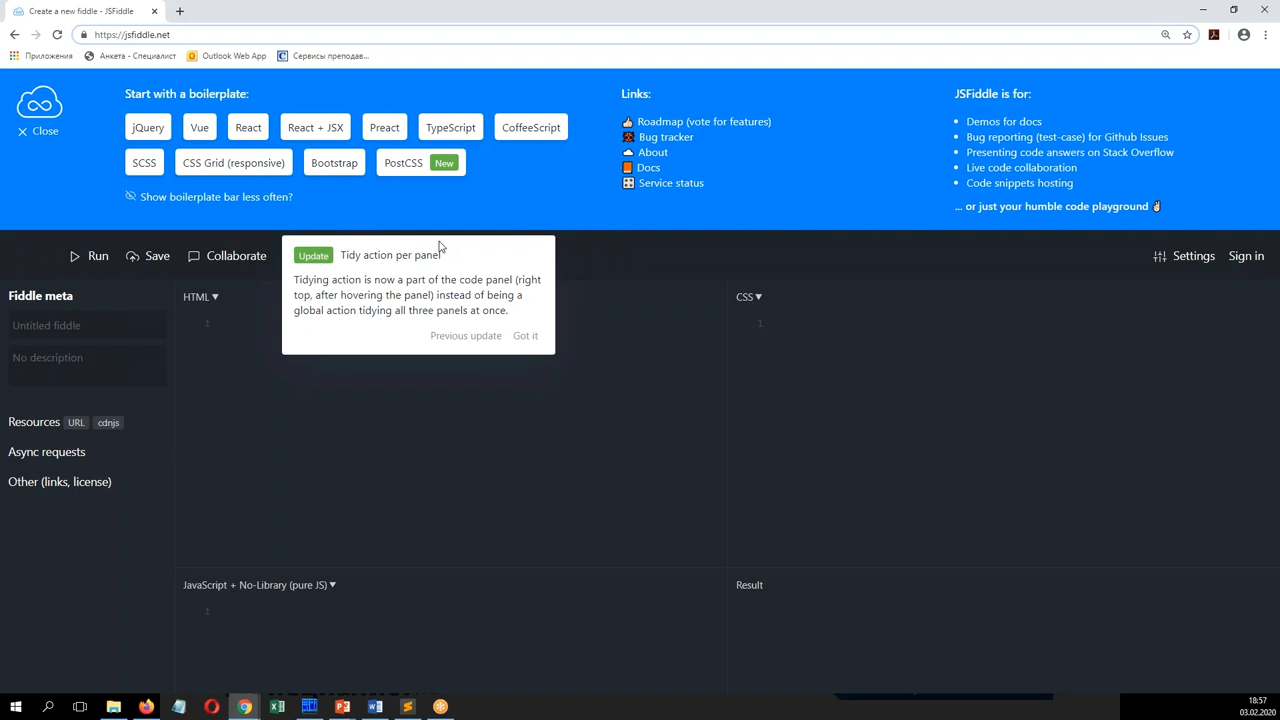 Create a new fiddle - JSFiddle
https://jsfiddle.net
Приложения
Анкета - Специалист
Outlook Web App
Сервисы преподав...
Close
Start with a boilerplate:
jQuery
Vue
React
React + JSX
Preact
TypeScript
CoffeeScript
SCSS
CSS Grid (responsive)
Bootstrap
PostCSS New
Show boilerplate bar less often?
Links:
Roadmap (vote for features)
Bug tracker
About
Docs
Service status
JSFiddle is for:
Demos for docs
Bug reporting (test-case) for Github Issues
Presenting code answers on Stack Overflow
Live code collaboration
Code snippets hosting
... or just your humble code playground
Run
Save
Collaborate
Settings
Sign in
Update Tidy action per panel
Tidying action is now a part of the code panel (right
top, after hovering the panel) instead of being a
global action tidying all three panels at once.
Previous update
Got it
Fiddle meta
Untitled fiddle
No description
Resources URL cdnjs
Async requests
Other (links, license)
HTML
1
CSS
1
JavaScript + No-Library (pure JS)
1
Result
18:57
03.02.2020